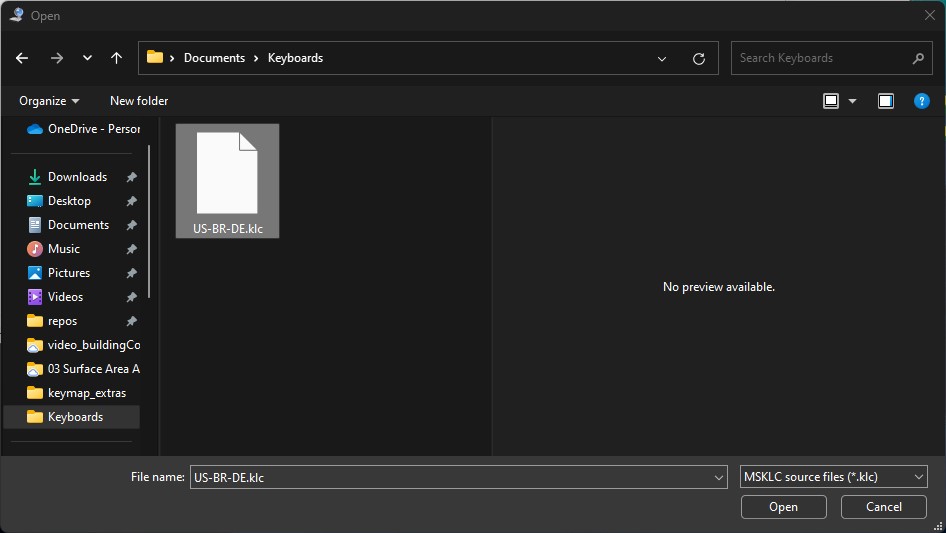 Open
Documents > Keyboards
Search Keyboards
Organize
New folder
?
OneDrive - Person
Downloads
Desktop
Documents
Music
Pictures
Videos
repos
video_buildingCo
03 Surface Area A
keymap_extras
Keyboards
US-BR-DE.klc
No preview available.
File name:
US-BR-DE.klc
MSKLC source files (*.klc)
Open
Cancel